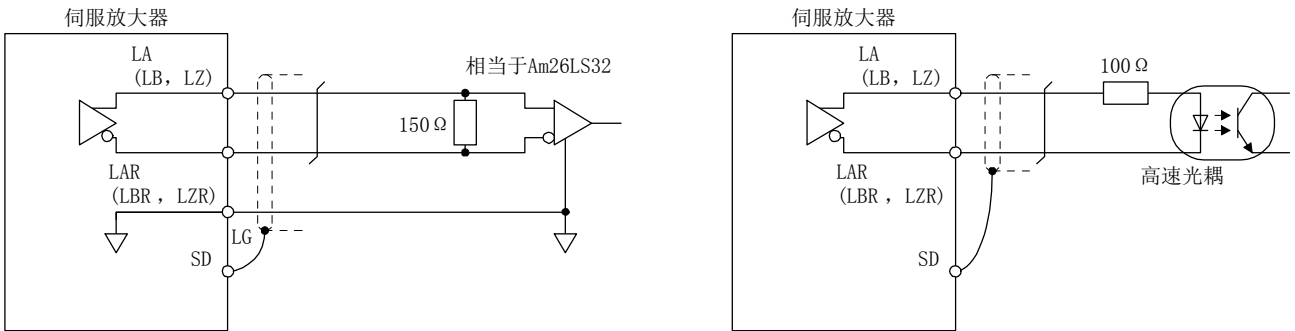 伺服放大器
LA
(LB，LZ)
相当于Am26LS32
150Ω
LAR
(LBR，LZR)
LG
SD
伺服放大器
LA
(LB，LZ)
100Ω
LAR
(LBR，LZR)
高速光耦
SD